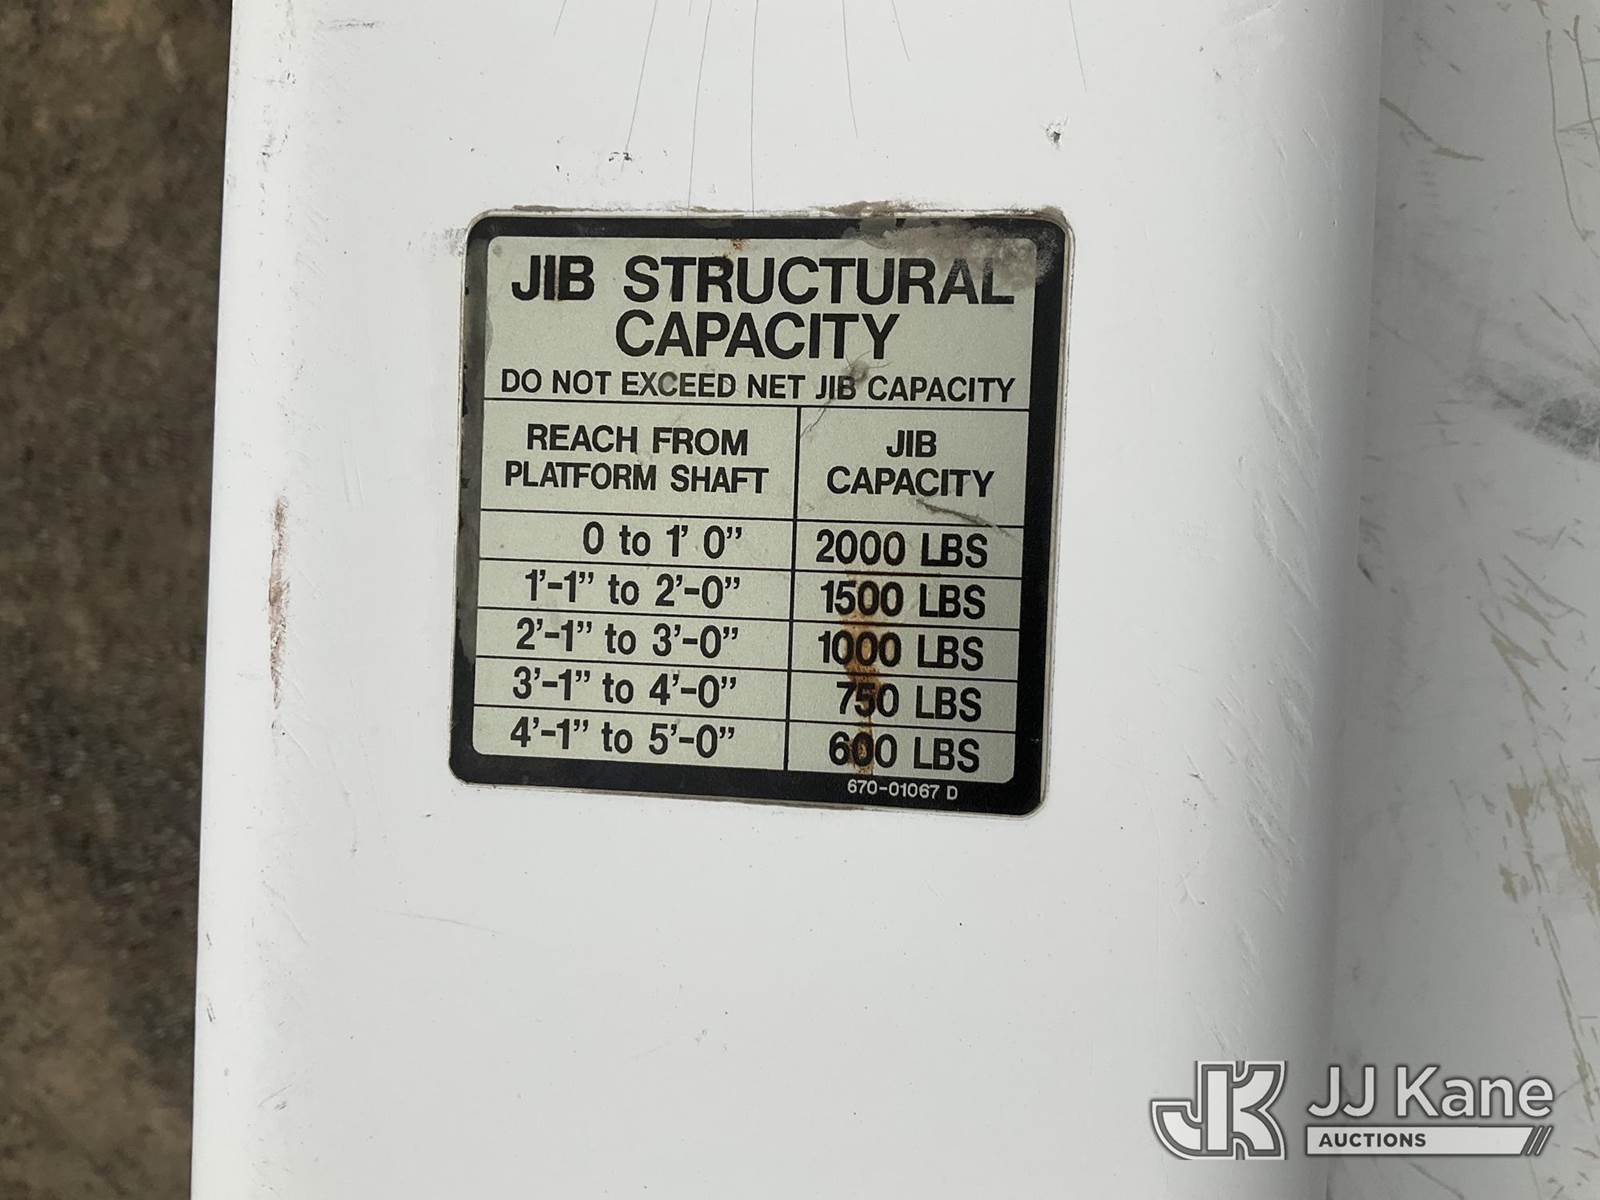 JIB STRUCTURAL
CAPACITY
DO NOT EXCEED NET JIB CAPACITY
REACH FROM
PLATFORM SHAFT
JIB
CAPACITY
0 to 1' 0" 2000 LBS
1'-1" to 2'-0" 1500 LBS
2'-1" to 3'-0" 1000 LBS
3'-1" to 4'-0" 750 LBS
4'-1" to 5'-0" 600 LBS
670-01067 D
JK JJ Kane
AUCTIONS